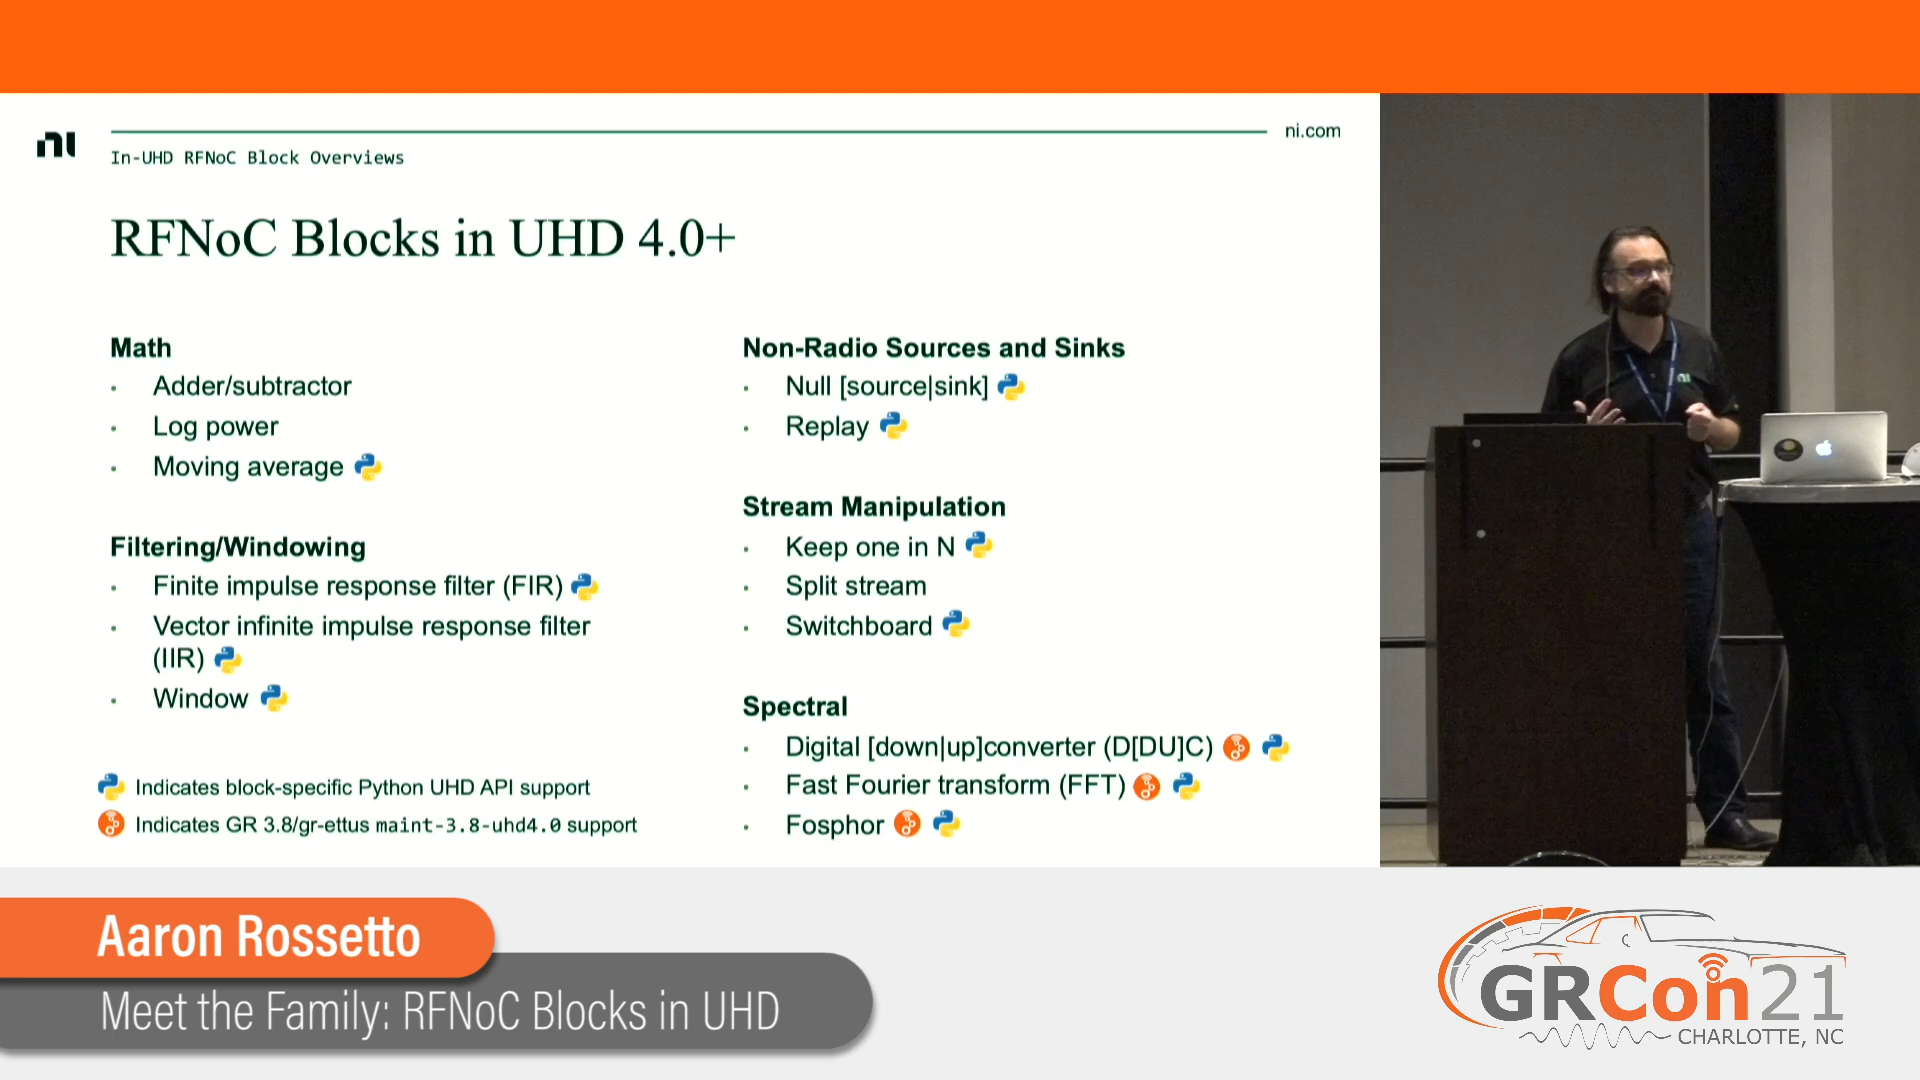 ni
ni.com
In-UHD RFNoC Block Overviews
RFNoC Blocks in UHD 4.0+
Math
• Adder/subtractor
• Log power
• Moving average
Filtering/Windowing
• Finite impulse response filter (FIR)
• Vector infinite impulse response filter
(IIR)
• Window
Indicates block-specific Python UHD API support
Indicates GR 3.8/gr-ettus maint-3.8-uhd4.0 support
Non-Radio Sources and Sinks
• Null [source|sink]
• Replay
Stream Manipulation
• Keep one in N
• Split stream
• Switchboard
Spectral
• Digital [down|up]converter (D[DU]C)
• Fast Fourier transform (FFT)
• Fosphor
ni
Aaron Rossetto
Meet the Family: RFNoC Blocks in UHD
GRCon21
CHARLOTTE, NC